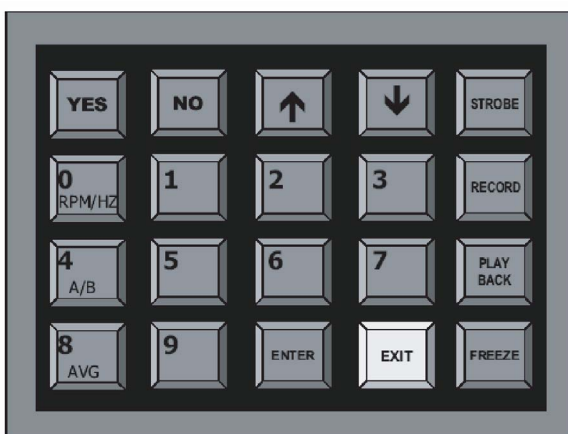 YES NO ↑ ↓ STROBE
0 RPM/HZ 1 2 3 RECORD
4 A/B 5 6 7 PLAY BACK
8 AVG 9 ENTER EXIT FREEZE